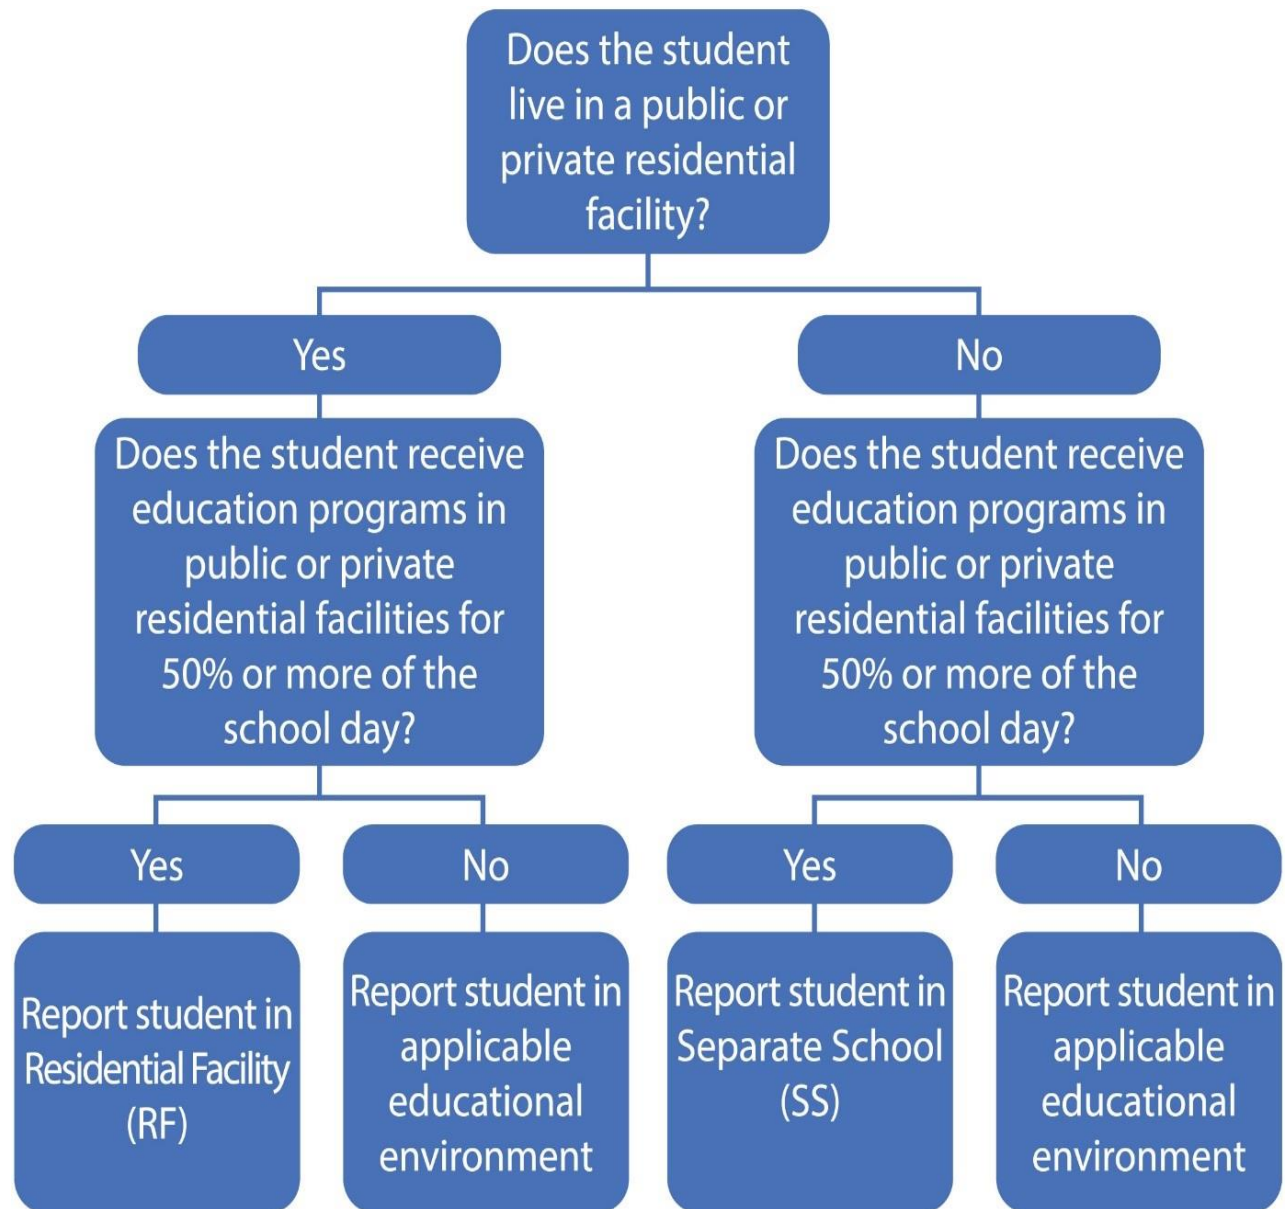 Does the student
live in a public or
private residential
facility?
Yes
No
Does the student receive
education programs in
public or private
residential facilities for
50% or more of the
school day?
Does the student receive
education programs in
public or private
residential facilities for
50% or more of the
school day?
Yes
No
Yes
No
Report student in
Residential Facility
(RF)
Report student in
applicable
educational
environment
Report student in
Separate School
(SS)
Report student in
applicable
educational
environment